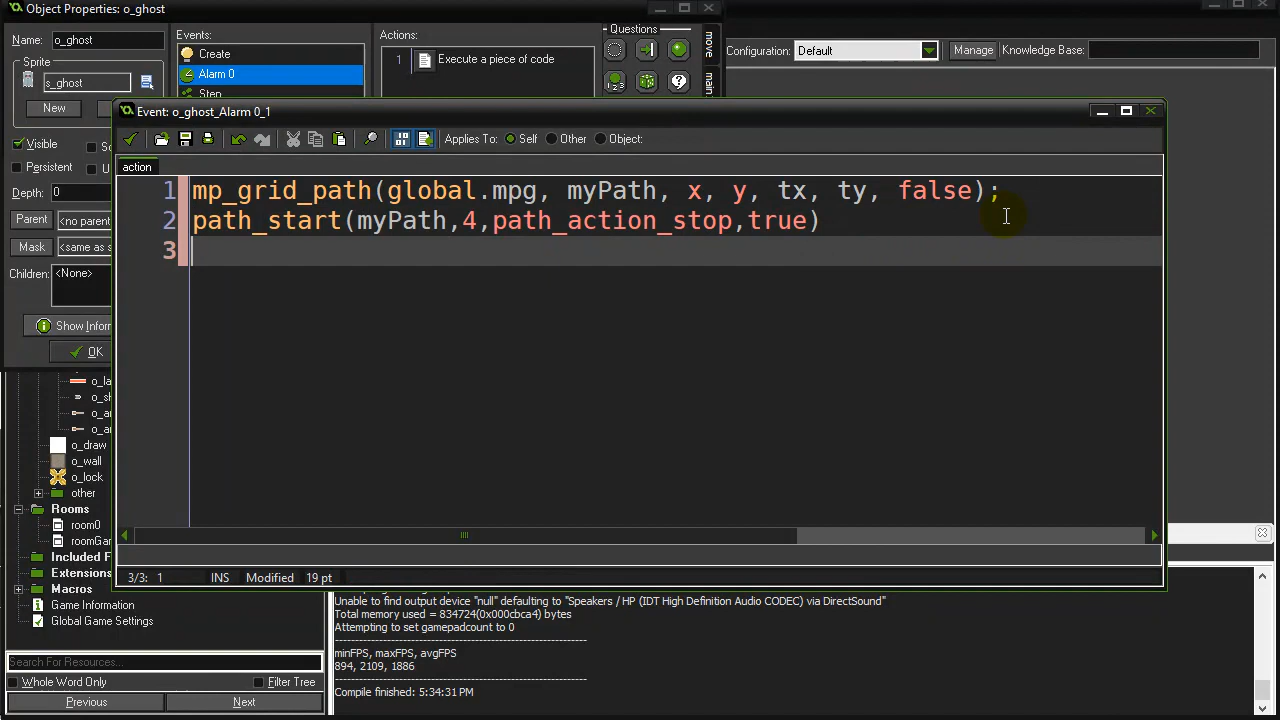 Object Properties: o_ghost
Name: o_ghost
Events:
Actions:
Questions
Create
Alarm 0
Step
1 Execute a piece of code
move
Sprite
s_ghost
New
Visible
Persistent
Depth: 0
Parent
Mask
<same as s
Children:
<None>
Show Inform
OK
Configuration: Default
Manage
Knowledge Base:
Event: o_ghost_Alarm 0_1
Applies To: Self Other Object:
action
1 mp_grid_path(global.mpg, myPath, x, y, tx, ty, false);
2 path_start(myPath,4,path_action_stop,true)
3
3/3: 1 INS Modified 19 pt
o_la
o_sh
o_ar
o_ar
o_draw
o_wall
o_lock
other
Rooms
room0
roomGam
Included F
Extensions
Macros
Game Information
Global Game Settings
Search For Resources...
Whole Word Only
Filter Tree
Previous
Next
Unable to find output device "null" defaulting to "Speakers / HP (IDT High Definition Audio CODEC) via DirectSound"
Total memory used = 834724(0x000cbca4) bytes
Attempting to set gamepadcount to 0
minFPS, maxFPS, avgFPS
894, 2109, 1886
Compile finished: 5:34:31 PM